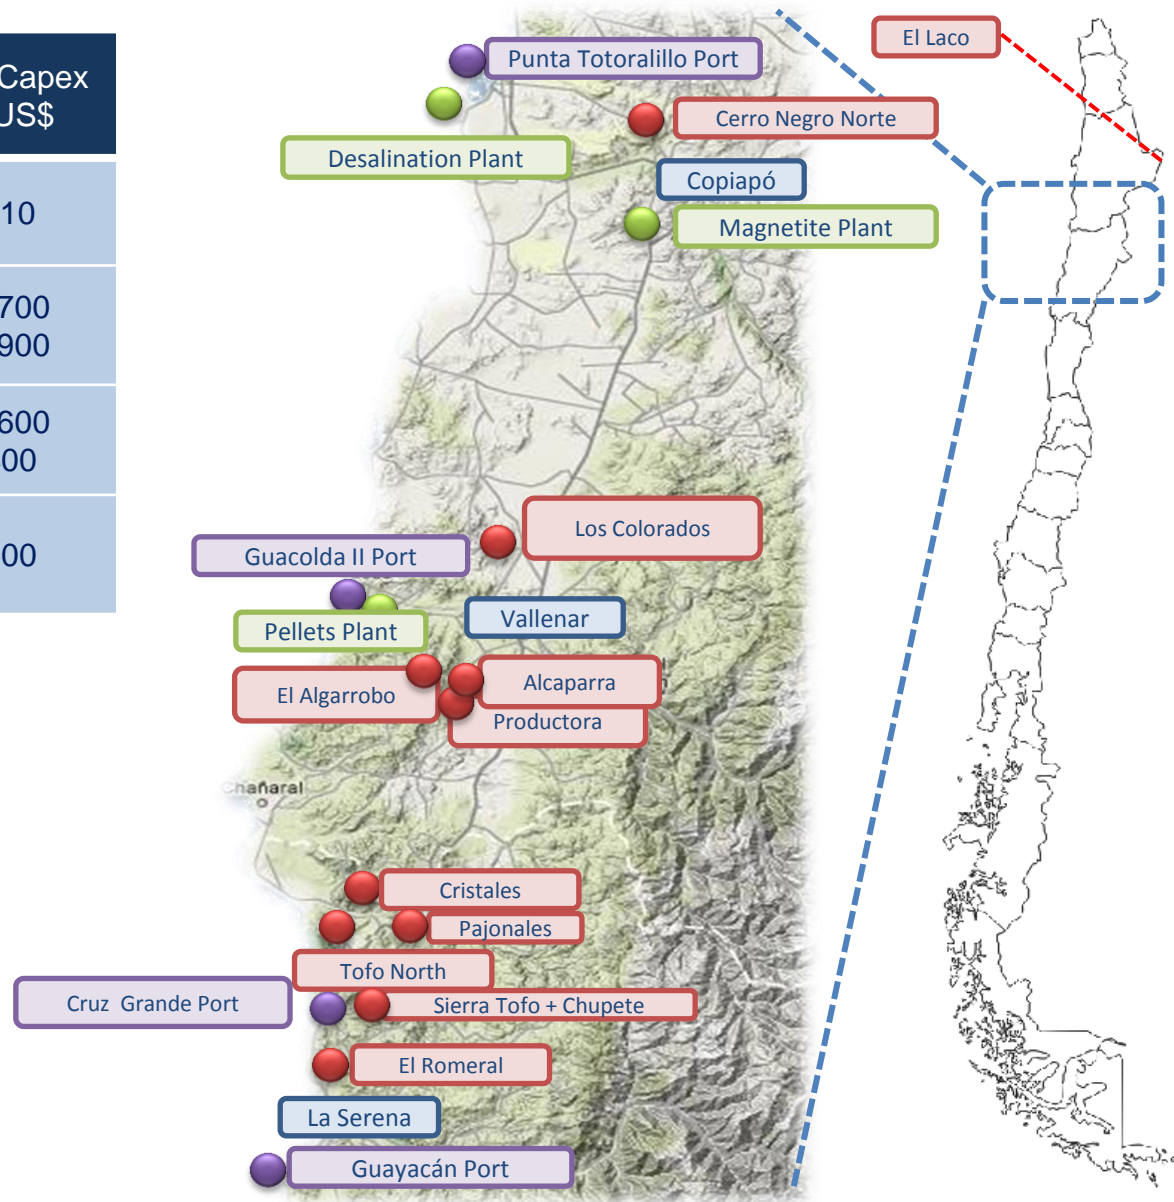 Capex
US$
10
700
900
600
00
00
El Laco
Punta Totoralillo Port
Cerro Negro Norte
Desalination Plant
Copiapó
Magnetite Plant
Los Colorados
Guacolda II Port
Vallenar
Pellets Plant
Alcaparra
El Algarrobo
Productora
Chañaral
Cristales
Pajonales
Tofo North
Cruz Grande Port
Sierra Tofo + Chupete
El Romeral
La Serena
Guayacán Port